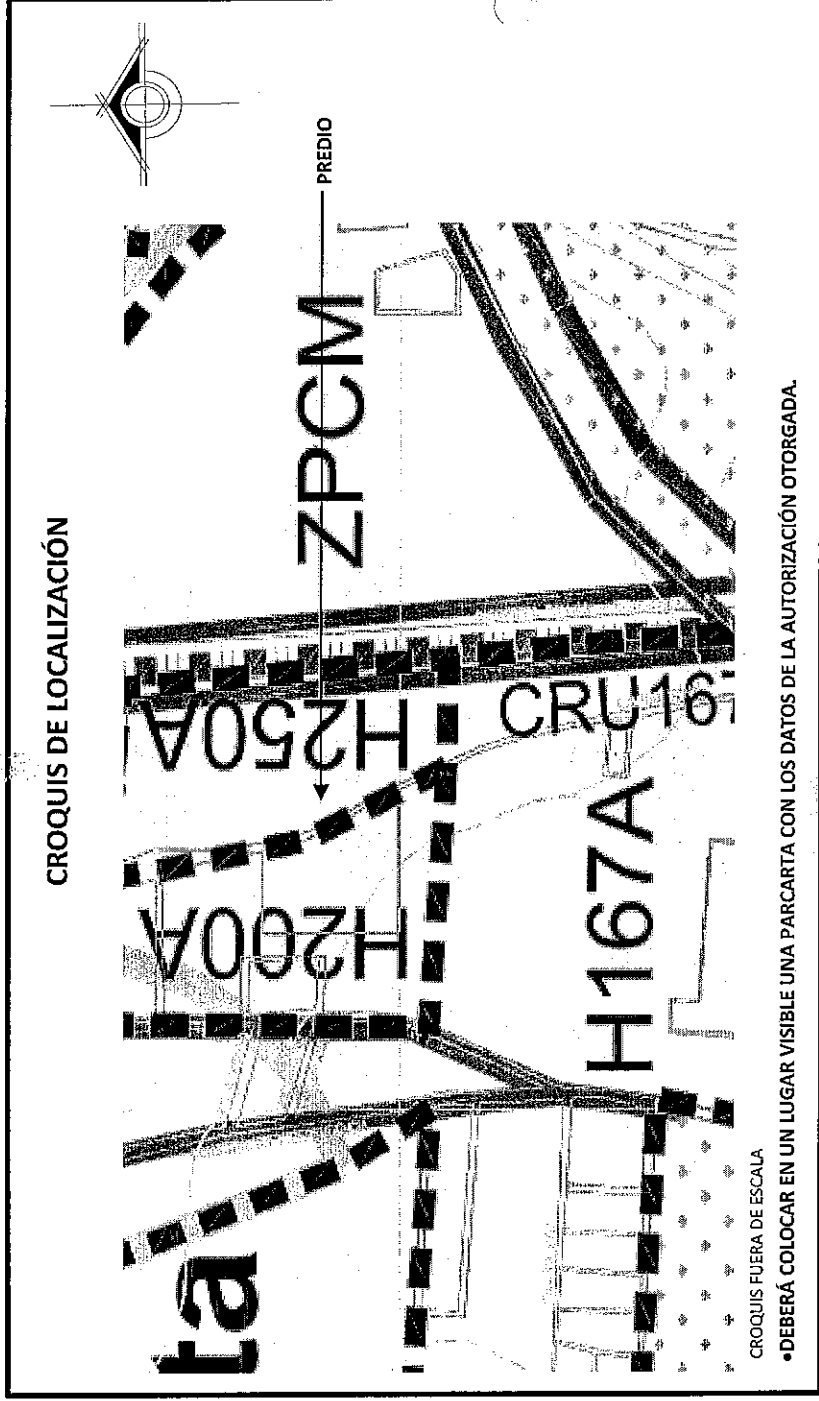 CROQUIS DE LOCALIZACIÓN
PREDIO
ZPCM
H250A
H200A
CRU167
H167A
ta
CROQUIS FUERA DE ESCALA
•DEBERÁ COLOCAR EN UN LUGAR VISIBLE UNA PARCARTA CON LOS DATOS DE LA AUTORIZACIÓN OTORGADA.